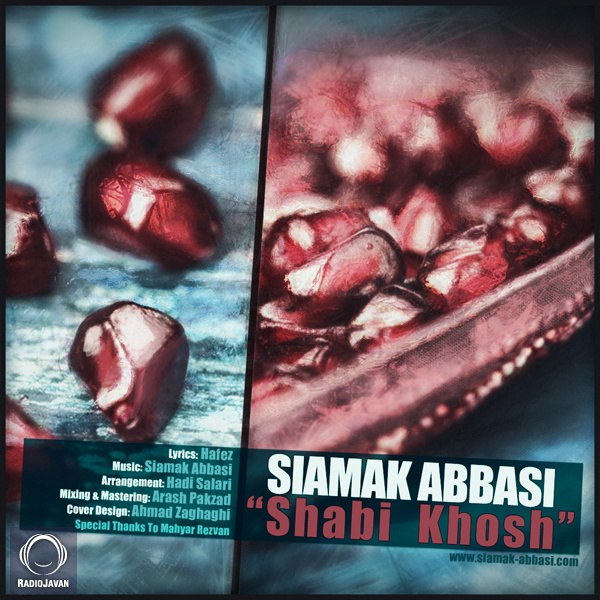 Lyrics: Hafez
Music: Siamak Abbasi
Arrangement: Hadi Salari
Mixing & Mastering: Arash Pakzad
Cover Design: Ahmad Zaghaghi
Special Thanks To Mahyar Rezvan
SIAMAK ABBASI
“Shabi Khosh”
www.siamak-abbasi.com
RADIOJAVAN